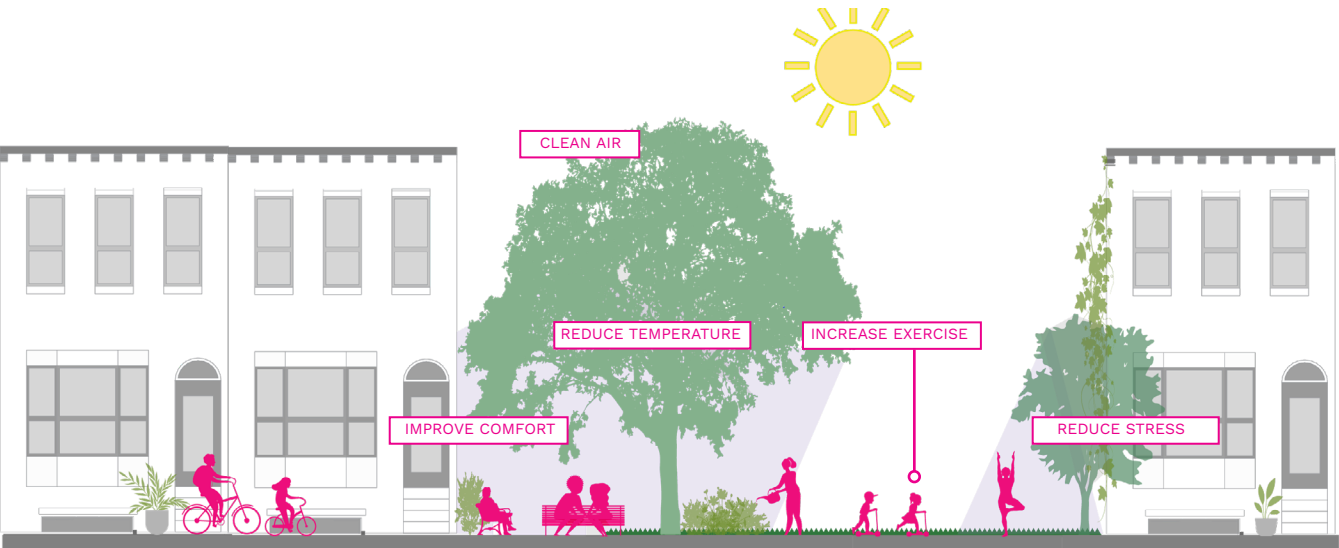 CLEAN AIR
REDUCE TEMPERATURE
INCREASE EXERCISE
IMPROVE COMFORT
REDUCE STRESS